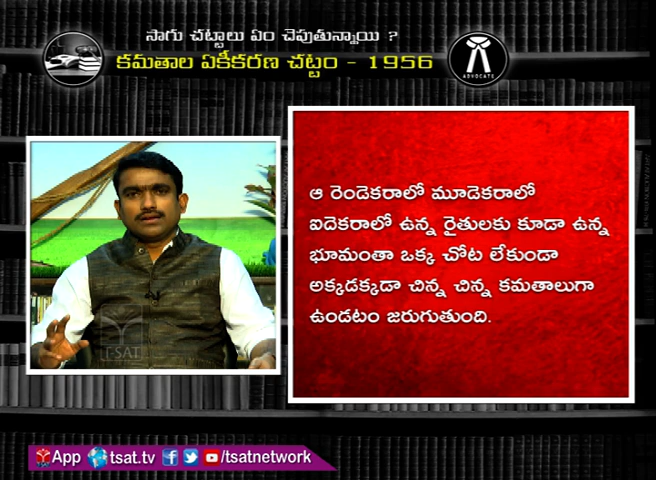 సాగు చట్టాలు ఏం చెపుతున్నాయి ?
కమతాల ఏకీకరణ చట్టం - 1956
ADVOCATE
ఆ రెండెకరాలో మూడెకరాలో
ఐదెకరాలో ఉన్న రైతులకు కూడా ఉన్న
భూమంతా ఒక్క చోట లేకుండా
అక్కడక్కడా చిన్న చిన్న కమతాలుగా
ఉండటం జరుగుతుంది.
T-SAT
App tsat.tv /tsatnetwork